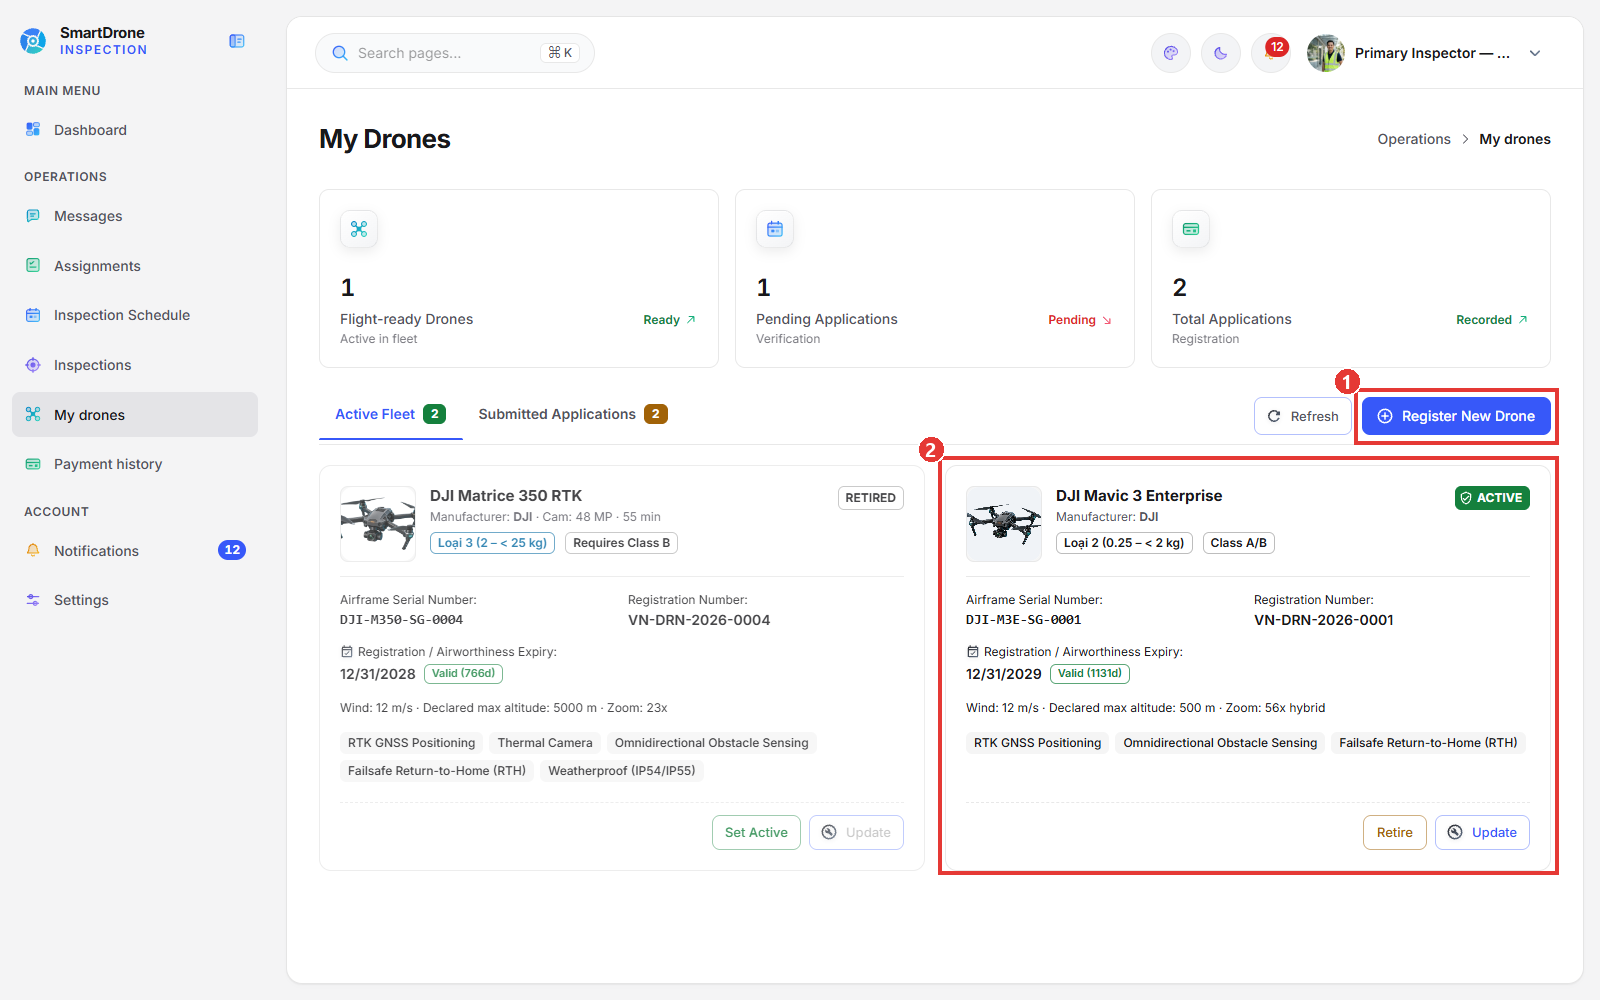 SmartDrone
INSPECTION
MAIN MENU
Dashboard
OPERATIONS
Messages
Assignments
Inspection Schedule
Inspections
My drones
Payment history
ACCOUNT
Notifications 12
Settings
Search pages... ⌘ K
12
Primary Inspector — ...
My Drones
Operations > My drones
1
Flight-ready Drones
Ready ↗
Active in fleet
1
Pending Applications
Pending ↘
Verification
2
Total Applications
Recorded ↗
Registration
Active Fleet 2
Submitted Applications 2
Refresh
1
Register New Drone
2
DJI Matrice 350 RTK
RETIRED
Manufacturer: DJI · Cam: 48 MP · 55 min
Loại 3 (2 – < 25 kg)
Requires Class B
Airframe Serial Number:
DJI-M350-SG-0004
Registration Number:
VN-DRN-2026-0004
Registration / Airworthiness Expiry:
12/31/2028 Valid (766d)
Wind: 12 m/s · Declared max altitude: 5000 m · Zoom: 23x
RTK GNSS Positioning
Thermal Camera
Omnidirectional Obstacle Sensing
Failsafe Return-to-Home (RTH)
Weatherproof (IP54/IP55)
Set Active
Update
DJI Mavic 3 Enterprise
ACTIVE
Manufacturer: DJI
Loại 2 (0.25 – < 2 kg)
Class A/B
Airframe Serial Number:
DJI-M3E-SG-0001
Registration Number:
VN-DRN-2026-0001
Registration / Airworthiness Expiry:
12/31/2029 Valid (1131d)
Wind: 12 m/s · Declared max altitude: 500 m · Zoom: 56x hybrid
RTK GNSS Positioning
Omnidirectional Obstacle Sensing
Failsafe Return-to-Home (RTH)
Retire
Update